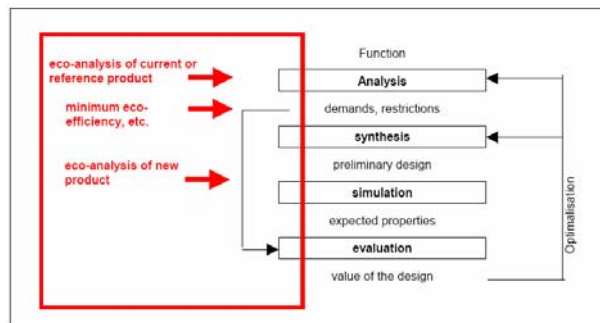 eco-analysis of current or
reference product
minimum eco-
efficiency, etc.
eco-analysis of new
product
Function
Analysis
demands, restrictions
synthesis
preliminary design
simulation
expected properties
evaluation
value of the design
Optimalisation